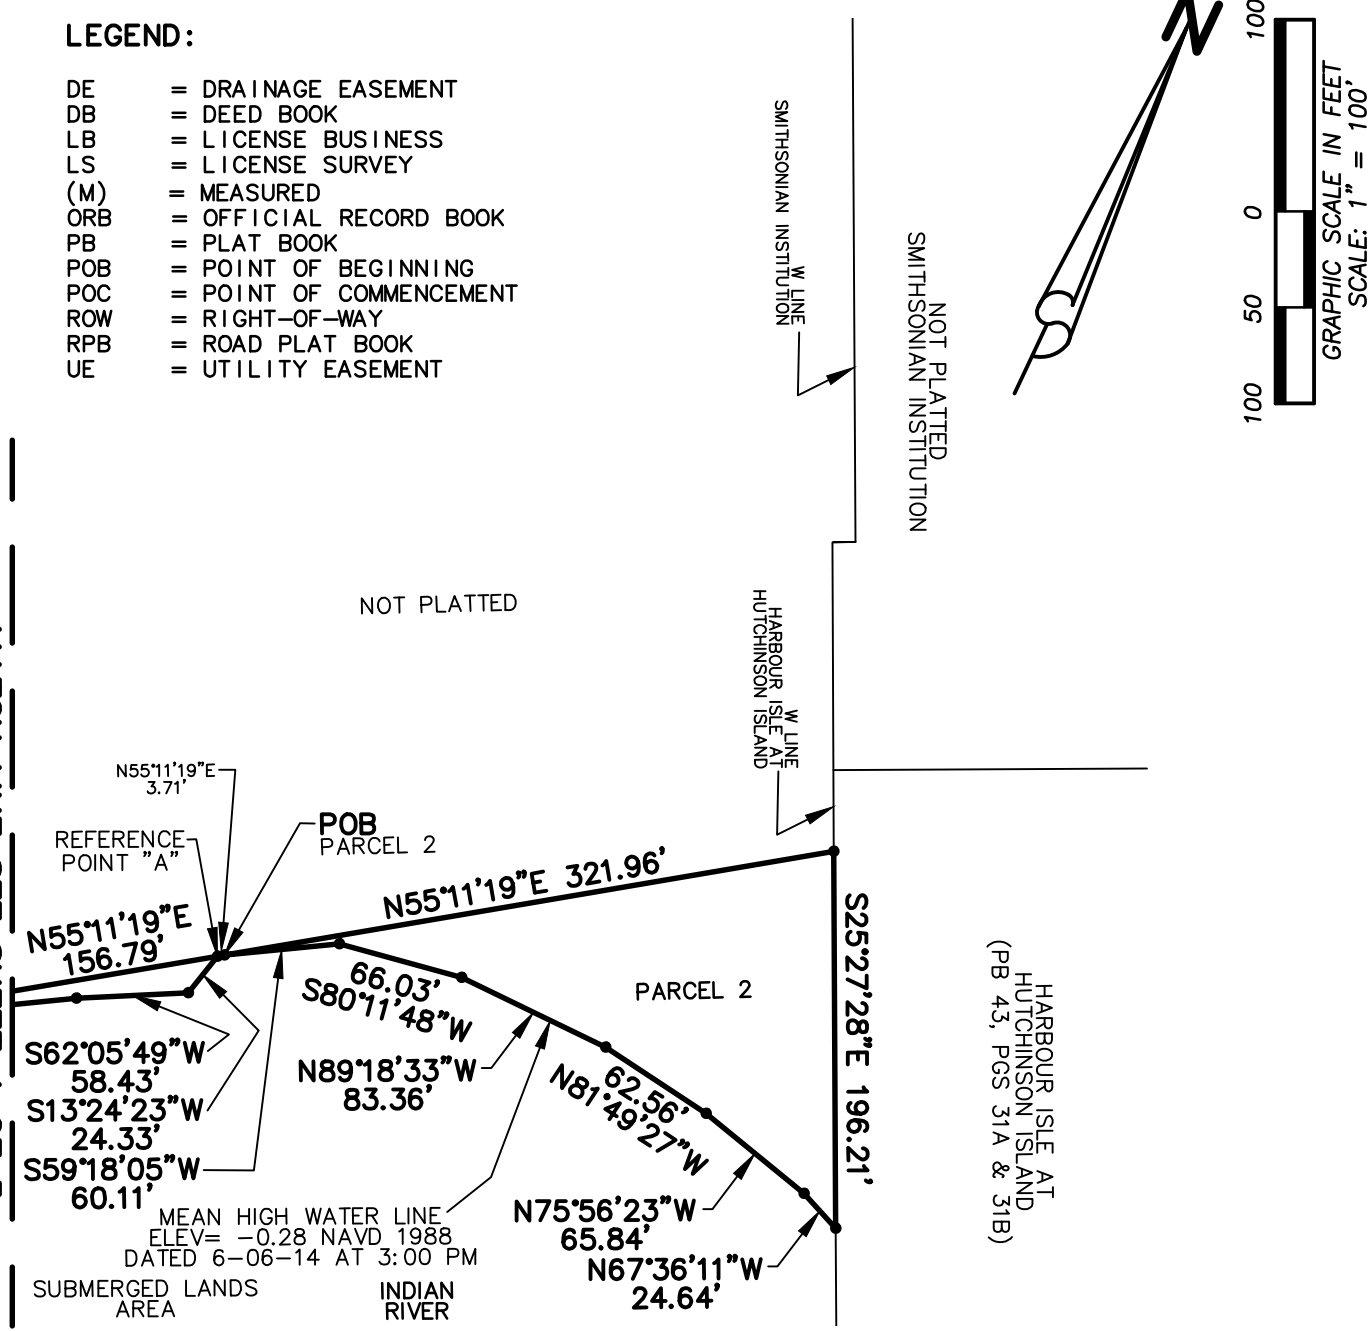 LEGEND:
DE = DRAINAGE EASEMENT
DB = DEED BOOK
LB = LICENSE BUSINESS
LS = LICENSE SURVEY
(M) = MEASURED
ORB = OFFICIAL RECORD BOOK
PB = PLAT BOOK
POB = POINT OF BEGINNING
POC = POINT OF COMMENCEMENT
ROW = RIGHT-OF-WAY
RPB = ROAD PLAT BOOK
UE = UTILITY EASEMENT
W LINE
SMITHSONIAN INSTITUTION
NOT PLATTED
SMITHSONIAN INSTITUTION
N
100
0
50
100
GRAPHIC SCALE IN FEET
SCALE: 1" = 100'
NOT PLATTED
W LINE
HARBOUR ISLE AT
HUTCHINSON ISLAND
N55°11'19"E
3.71'
REFERENCE
POINT "A"
POB
PARCEL 2
N55°11'19"E 321.96'
N55°11'19"E
156.79'
S25°27'28"E 196.21'
PARCEL 2
66.03'
S80°11'48"W
HARBOUR ISLE AT
HUTCHINSON ISLAND
(PB 43, PGS 31A & 31B)
S62°05'49"W
58.43'
S13°24'23"W
24.33'
S59°18'05"W
60.11'
N89°18'33"W
83.36'
62.56'
N81°49'27"W
N75°56'23"W
65.84'
N67°36'11"W
24.64'
MEAN HIGH WATER LINE
ELEV= -0.28 NAVD 1988
DATED 6-06-14 AT 3:00 PM
SUBMERGED LANDS
AREA
INDIAN
RIVER